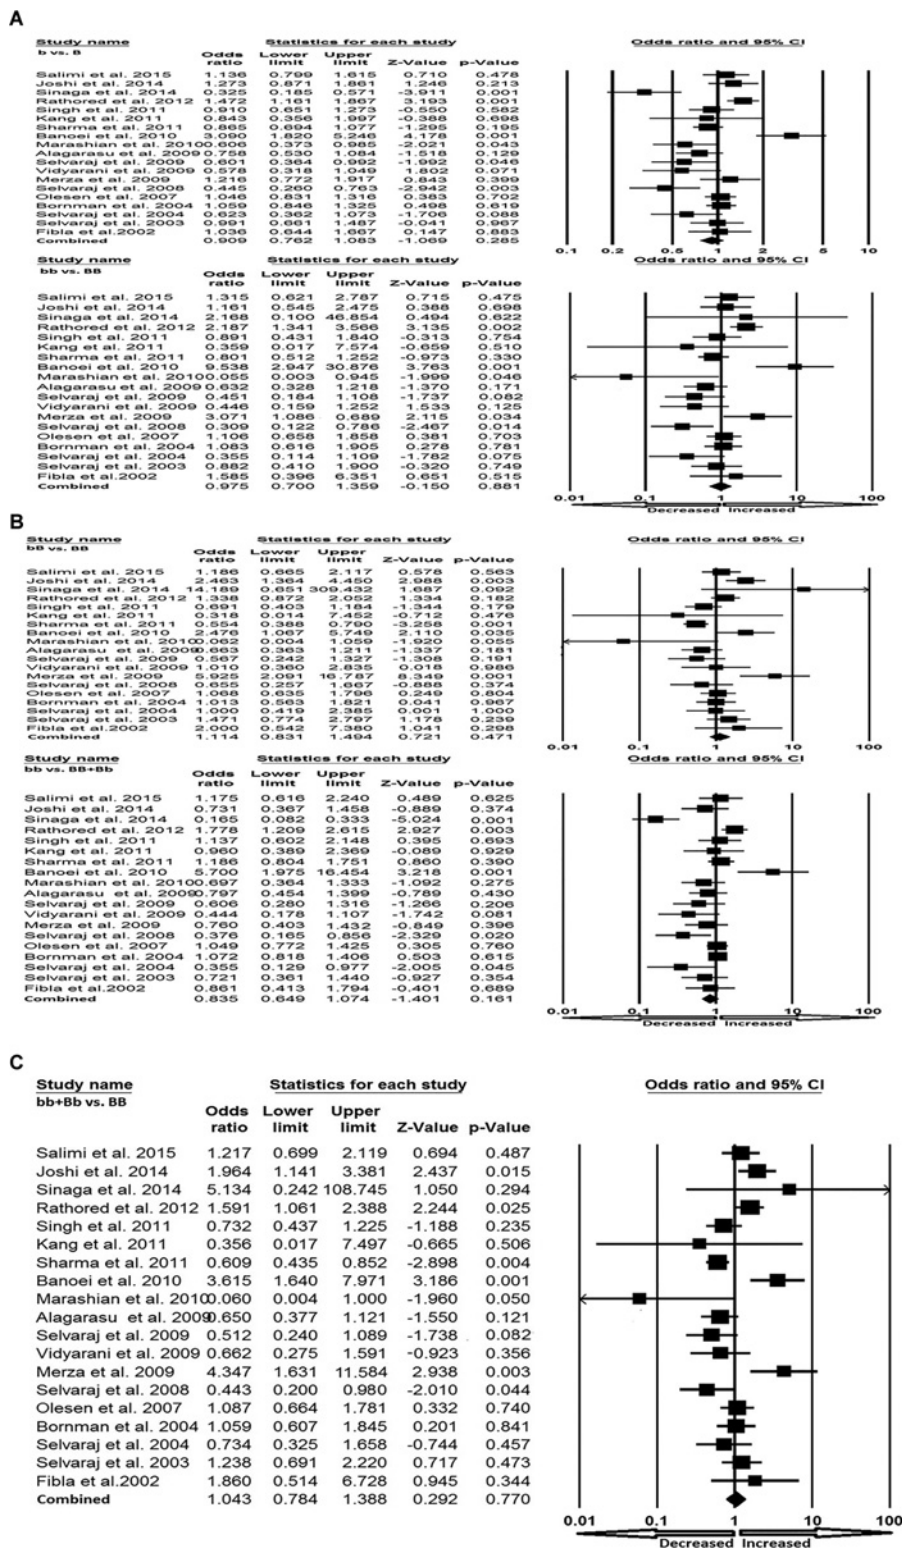 A
Study name Statistics for each study Odds ratio and 95% CI
b vs. B Odds ratio Lower limit Upper limit Z-Value p-Value
Salimi et al. 2015 1.136 0.799 1.615 0.710 0.478
Joshi et al. 2014 1.273 0.871 1.861 1.246 0.213
Sinaga et al. 2014 0.325 0.185 0.571 -3.911 0.001
Rathored et al. 2012 1.472 1.161 1.867 3.193 0.001
Singh et al. 2011 0.910 0.651 1.273 -0.550 0.582
Kang et al. 2011 0.843 0.356 1.997 -0.388 0.698
Sharma et al. 2011 0.865 0.694 1.077 -1.295 0.195
Banoei et al. 2010 3.090 1.820 5.246 4.178 0.001
Marashian et al. 2010 0.606 0.373 0.985 -2.021 0.043
Alagarasu et al. 2009 0.758 0.530 1.084 -1.518 0.129
Selvaraj et al. 2009 0.601 0.364 0.992 -1.992 0.046
Vidyarani et al. 2009 0.578 0.318 1.049 1.802 0.071
Merza et al. 2009 1.216 0.772 1.917 0.843 0.399
Selvaraj et al. 2008 0.445 0.260 0.763 -2.942 0.003
Olesen et al. 2007 1.046 0.831 1.316 0.383 0.702
Bornman et al. 2004 1.059 0.846 1.325 0.498 0.619
Selvaraj et al. 2004 0.623 0.362 1.073 -1.706 0.088
Selvaraj et al. 2003 0.991 0.661 1.487 -0.041 0.967
Fibla et al.2002 1.036 0.644 1.667 0.147 0.883
Combined 0.909 0.762 1.083 -1.069 0.285
0.1 0.2 0.5 1 2 5 10
Study name Statistics for each study Odds ratio and 95% CI
bb vs. BB Odds ratio Lower limit Upper limit Z-Value p-Value
Salimi et al. 2015 1.315 0.621 2.787 0.715 0.475
Joshi et al. 2014 1.161 0.545 2.475 0.388 0.698
Sinaga et al. 2014 2.168 0.100 46.854 0.494 0.622
Rathored et al. 2012 2.187 1.341 3.566 3.135 0.002
Singh et al. 2011 0.891 0.431 1.840 -0.313 0.754
Kang et al. 2011 0.359 0.017 7.574 -0.659 0.510
Sharma et al. 2011 0.801 0.512 1.252 -0.973 0.330
Banoei et al. 2010 9.538 2.947 30.876 3.763 0.001
Marashian et al. 2010 0.055 0.003 0.945 -1.999 0.046
Alagarasu et al. 2009 0.632 0.328 1.218 -1.370 0.171
Selvaraj et al. 2009 0.451 0.184 1.108 -1.737 0.082
Vidyarani et al. 2009 0.446 0.159 1.252 1.533 0.125
Merza et al. 2009 3.071 1.086 0.689 2.115 0.034
Selvaraj et al. 2008 0.309 0.122 0.786 -2.467 0.014
Olesen et al. 2007 1.106 0.658 1.858 0.381 0.703
Bornman et al. 2004 1.083 0.616 1.905 0.278 0.781
Selvaraj et al. 2004 0.355 0.114 1.109 -1.782 0.075
Selvaraj et al. 2003 0.882 0.410 1.900 -0.320 0.749
Fibla et al.2002 1.585 0.396 6.351 0.651 0.515
Combined 0.975 0.700 1.359 -0.150 0.881
0.01 0.1 1 10 100
Decreased Increased
B
Study name Statistics for each study Odds ratio and 95% CI
bB vs. BB Odds ratio Lower limit Upper limit Z-Value p-Value
Salimi et al. 2015 1.186 0.665 2.117 0.578 0.563
Joshi et al. 2014 2.463 1.364 4.450 2.988 0.003
Sinaga et al. 2014 14.189 0.651 309.432 1.687 0.092
Rathored et al. 2012 1.338 0.872 2.052 1.334 0.182
Singh et al. 2011 0.691 0.403 1.184 -1.344 0.179
Kang et al. 2011 0.318 0.014 7.452 -0.712 0.476
Sharma et al. 2011 0.554 0.388 0.790 -3.258 0.001
Banoei et al. 2010 2.476 1.067 5.749 2.110 0.035
Marashian et al. 2010 0.062 0.004 1.059 -1.920 0.055
Alagarasu et al. 2009 0.663 0.363 1.211 -1.337 0.181
Selvaraj et al. 2009 0.567 0.242 1.327 -1.308 0.191
Vidyarani et al. 2009 1.010 0.360 2.835 0.018 0.986
Merza et al. 2009 5.925 2.091 16.787 8.349 0.001
Selvaraj et al. 2008 0.655 0.257 1.667 -0.888 0.374
Olesen et al. 2007 1.068 0.635 1.796 0.249 0.804
Bornman et al. 2004 1.013 0.563 1.821 0.041 0.967
Selvaraj et al. 2004 1.000 0.419 2.385 0.001 1.000
Selvaraj et al. 2003 1.471 0.774 2.797 1.178 0.239
Fibla et al.2002 2.000 0.542 7.380 1.041 0.298
Combined 1.114 0.831 1.494 0.721 0.471
0.01 0.1 1 10 100
Study name Statistics for each study Odds ratio and 95% CI
bb vs. BB+Bb Odds ratio Lower limit Upper limit Z-Value p-Value
Salimi et al. 2015 1.175 0.616 2.240 0.489 0.625
Joshi et al. 2014 0.731 0.367 1.458 -0.889 0.374
Sinaga et al. 2014 0.165 0.082 0.333 -5.024 0.001
Rathored et al. 2012 1.778 1.209 2.615 2.927 0.003
Singh et al. 2011 1.137 0.602 2.148 0.395 0.693
Kang et al. 2011 0.960 0.389 2.369 -0.089 0.929
Sharma et al. 2011 1.186 0.804 1.751 0.860 0.390
Banoei et al. 2010 5.700 1.975 16.454 3.218 0.001
Marashian et al. 2010 0.697 0.364 1.333 -1.092 0.275
Alagarasu et al. 2009 0.797 0.454 1.399 -0.789 0.430
Selvaraj et al. 2009 0.606 0.280 1.316 -1.266 0.206
Vidyarani et al. 2009 0.444 0.178 1.107 -1.742 0.081
Merza et al. 2009 0.760 0.403 1.432 -0.849 0.396
Selvaraj et al. 2008 0.376 0.165 0.856 -2.329 0.020
Olesen et al. 2007 1.049 0.772 1.425 0.305 0.760
Bornman et al. 2004 1.072 0.818 1.406 0.503 0.615
Selvaraj et al. 2004 0.355 0.129 0.977 -2.005 0.045
Selvaraj et al. 2003 0.721 0.361 1.440 -0.927 0.354
Fibla et al.2002 0.861 0.413 1.794 -0.401 0.689
Combined 0.835 0.649 1.074 -1.401 0.161
0.01 0.1 1 10 100
Decreased Increased
C
Study name Statistics for each study Odds ratio and 95% CI
bb+Bb vs. BB Odds ratio Lower limit Upper limit Z-Value p-Value
Salimi et al. 2015 1.217 0.699 2.119 0.694 0.487
Joshi et al. 2014 1.964 1.141 3.381 2.437 0.015
Sinaga et al. 2014 5.134 0.242 108.745 1.050 0.294
Rathored et al. 2012 1.591 1.061 2.388 2.244 0.025
Singh et al. 2011 0.732 0.437 1.225 -1.188 0.235
Kang et al. 2011 0.356 0.017 7.497 -0.665 0.506
Sharma et al. 2011 0.609 0.435 0.852 -2.898 0.004
Banoei et al. 2010 3.615 1.640 7.971 3.186 0.001
Marashian et al. 2010 0.060 0.004 1.000 -1.960 0.050
Alagarasu et al. 2009 0.650 0.377 1.121 -1.550 0.121
Selvaraj et al. 2009 0.512 0.240 1.089 -1.738 0.082
Vidyarani et al. 2009 0.662 0.275 1.591 -0.923 0.356
Merza et al. 2009 4.347 1.631 11.584 2.938 0.003
Selvaraj et al. 2008 0.443 0.200 0.980 -2.010 0.044
Olesen et al. 2007 1.087 0.664 1.781 0.332 0.740
Bornman et al. 2004 1.059 0.607 1.845 0.201 0.841
Selvaraj et al. 2004 0.734 0.325 1.658 -0.744 0.457
Selvaraj et al. 2003 1.238 0.691 2.220 0.717 0.473
Fibla et al.2002 1.860 0.514 6.728 0.945 0.344
Combined 1.043 0.784 1.388 0.292 0.770
0.01 0.1 1 10 100
Decreased Increased